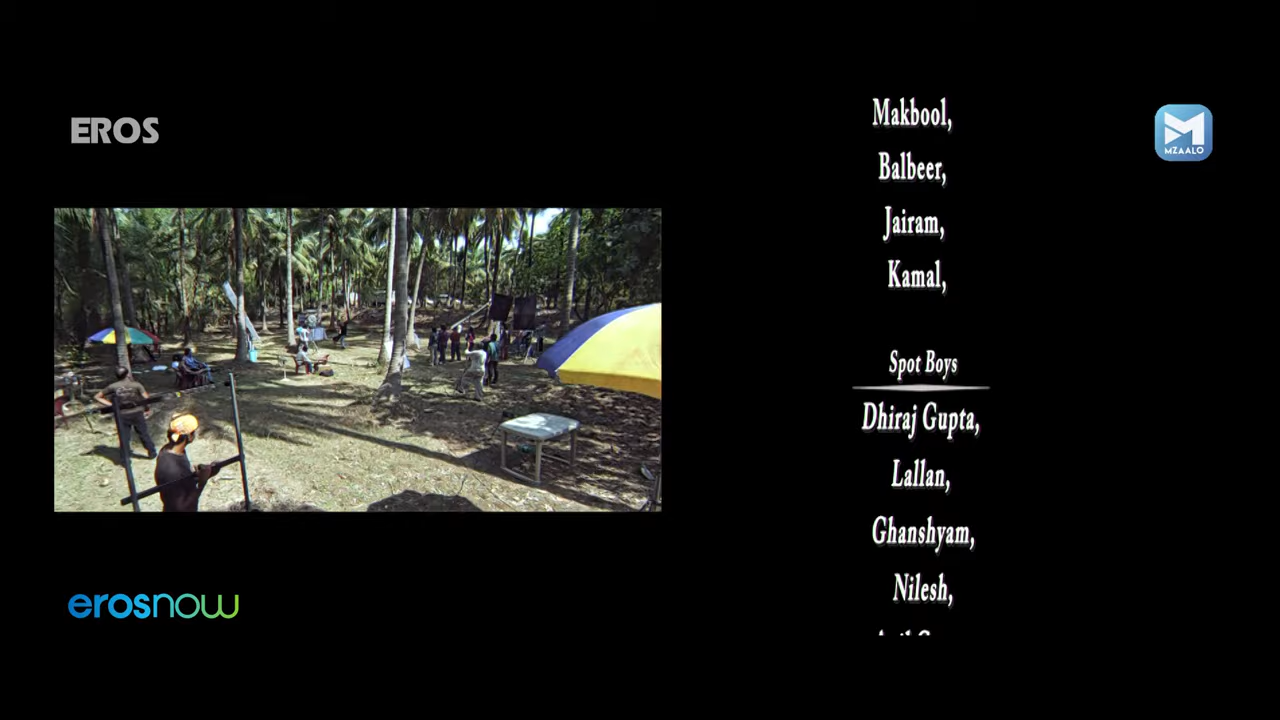 EROS
Makbool,
MZAALO
Balbeer,
Jairam,
Kamal,
Spot Boys
Dhiraj Gupta,
Lallan,
Ghanshyam,
Nilesh,
erosnow